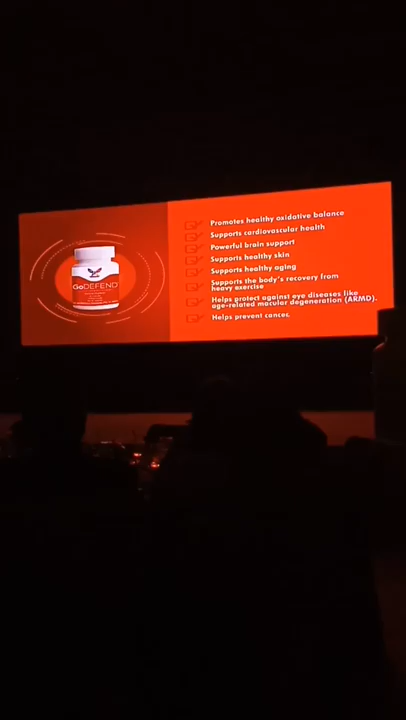 GoDEFEND
Promotes healthy oxidative balance
Supports cardiovascular health
Powerful brain support
Supports healthy skin
Supports healthy aging
Supports the body's recovery from
heavy exercise
Helps protect against eye diseases like
age-related macular degeneration (ARMD).
Helps prevent cancer.